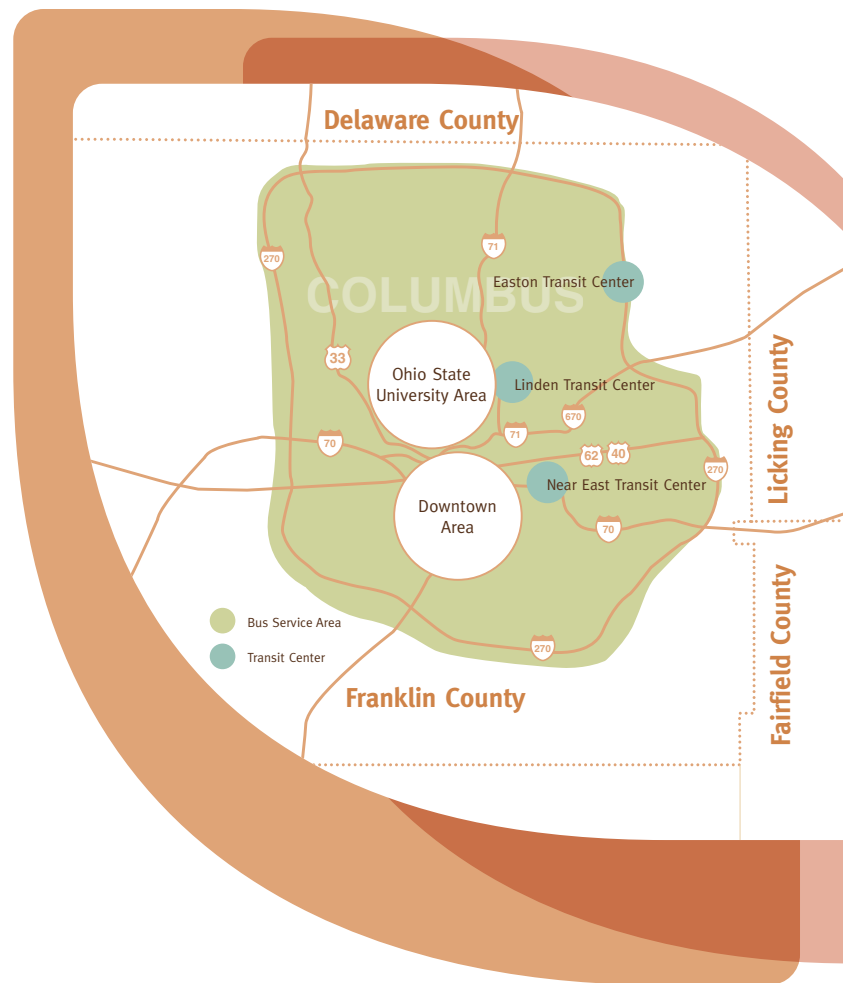 Delaware County
270
71
COLUMBUS
Easton Transit Center
33
Ohio State
University Area
Linden Transit Center
Licking County
670
71
70
62
40
270
Near East Transit Center
Downtown
Area
70
Fairfield County
Bus Service Area
270
Transit Center
Franklin County